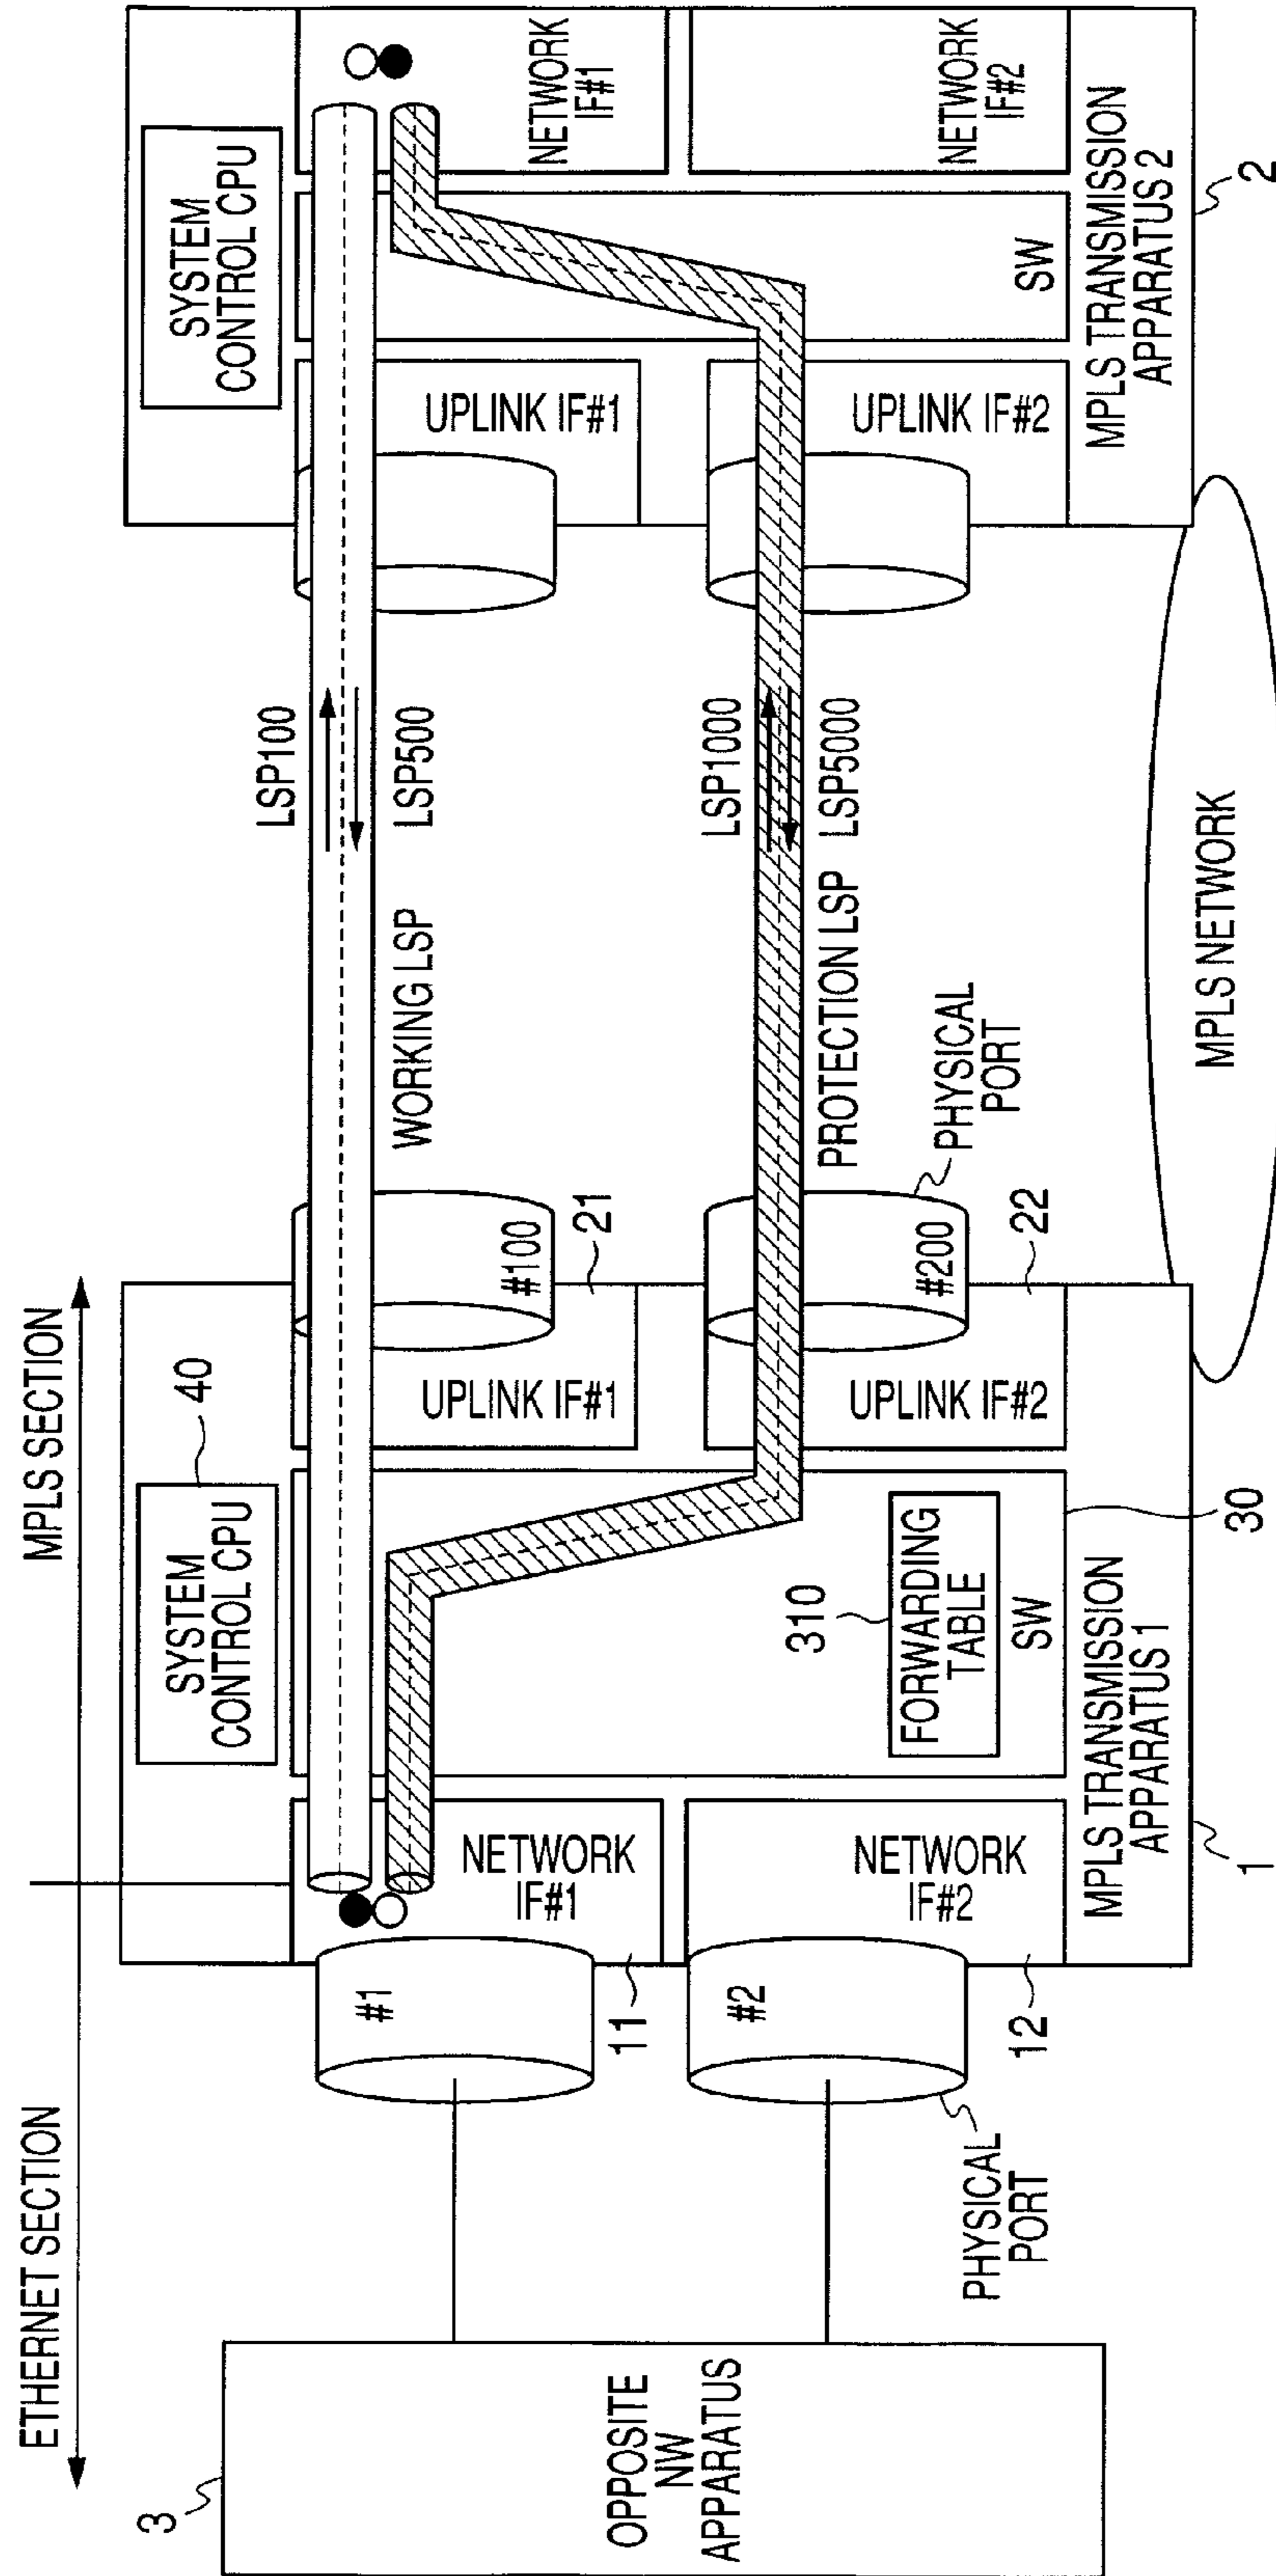 ETHERNET SECTION
MPLS SECTION
3
OPPOSITE
NW
APPARATUS
#1
11
#2
12
PHYSICAL
PORT
SYSTEM
CONTROL CPU
40
NETWORK
IF#1
NETWORK
IF#2
310
FORWARDING
TABLE
SW
30
MPLS TRANSMISSION
APPARATUS 1
1
UPLINK IF#1
#100
21
UPLINK IF#2
#200
22
PHYSICAL
PORT
WORKING LSP
LSP100
LSP500
PROTECTION LSP
LSP1000
LSP5000
MPLS NETWORK
SYSTEM
CONTROL CPU
UPLINK IF#1
UPLINK IF#2
SW
NETWORK
IF#1
NETWORK
IF#2
MPLS TRANSMISSION
APPARATUS 2
2